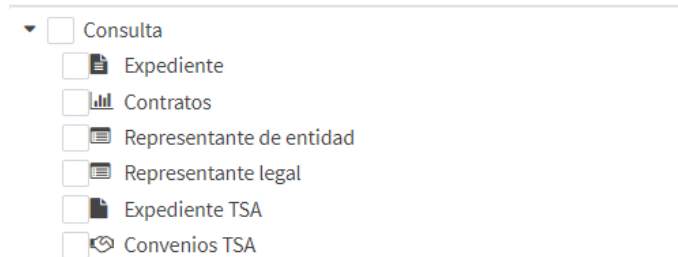 Consulta
Expediente
Contratos
Representante de entidad
Representante legal
Expediente TSA
Convenios TSA